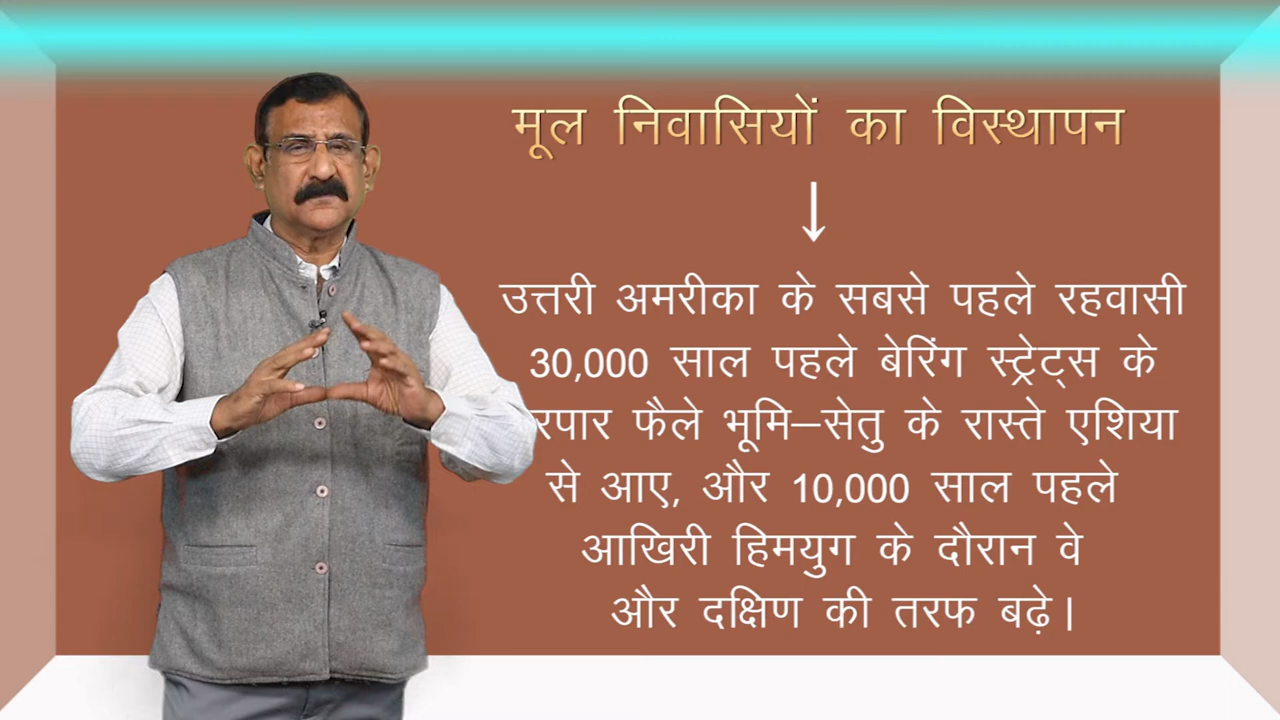 मूल निवासियों का विस्थापन
↓
उत्तरी अमरीका के सबसे पहले रहवासी
30,000 साल पहले बेरिंग स्ट्रेट्स के
फैले भूमि–सेतु के रास्ते एशिया
से आए, और 10,000 साल पहले
आखिरी हिमयुग के दौरान वे
और दक्षिण की तरफ बढ़े।